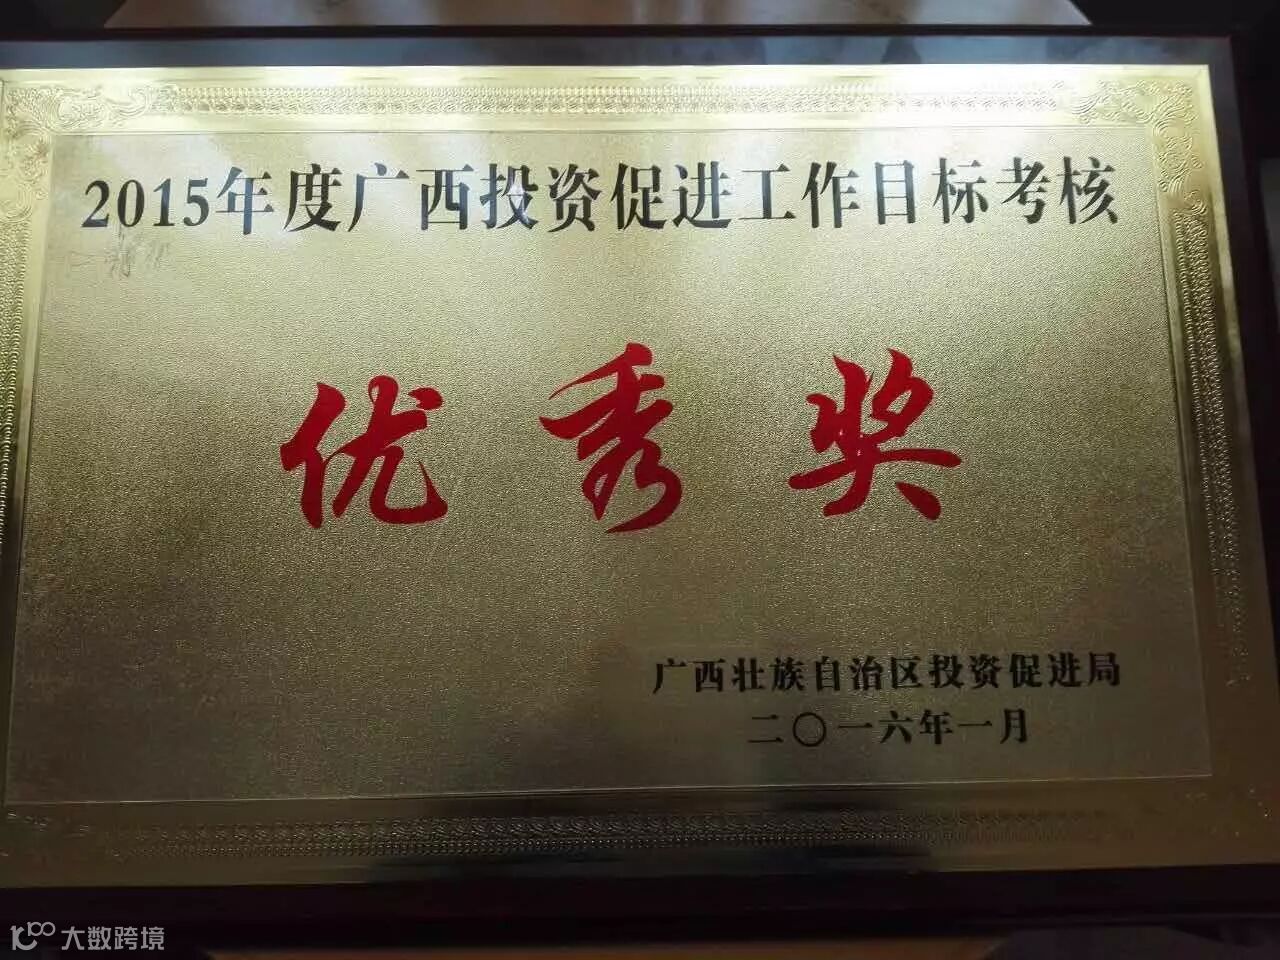 2015年度广西投资促进工作目标考核
优秀奖
广西壮族自治区投资促进局
二〇一六年一月
大数跨境